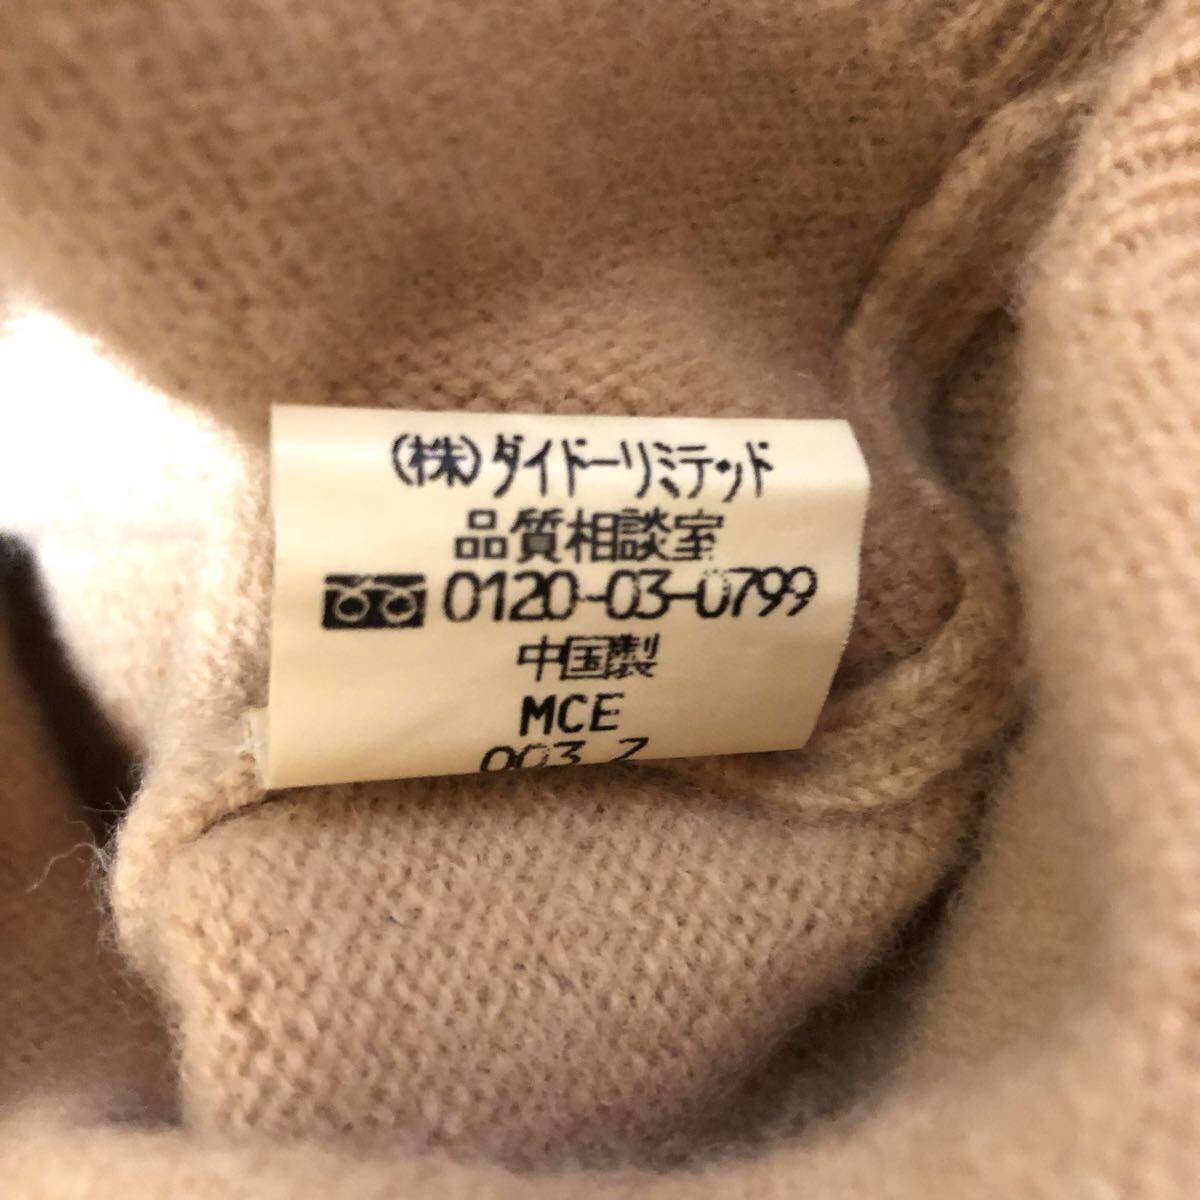 (株)ダイドーリミテッド
品質相談室
0120-03-0799
中国製
MCE
003 Z